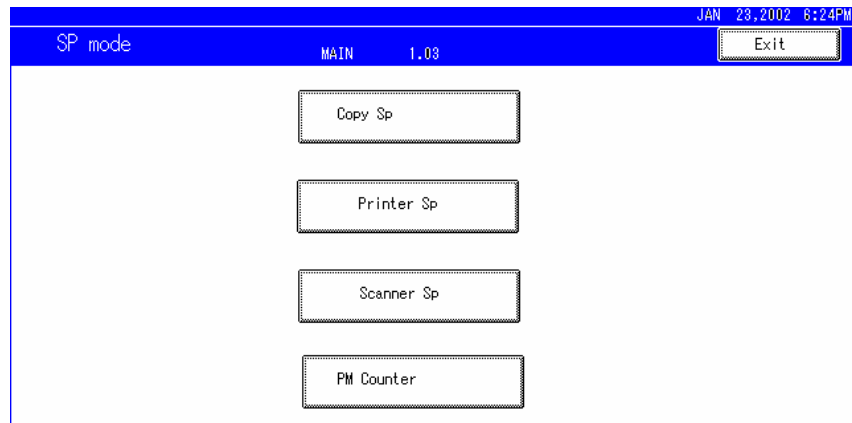 JAN 23,2002 6:24PM
SP mode MAIN 1.03 Exit
Copy Sp
Printer Sp
Scanner Sp
PM Counter